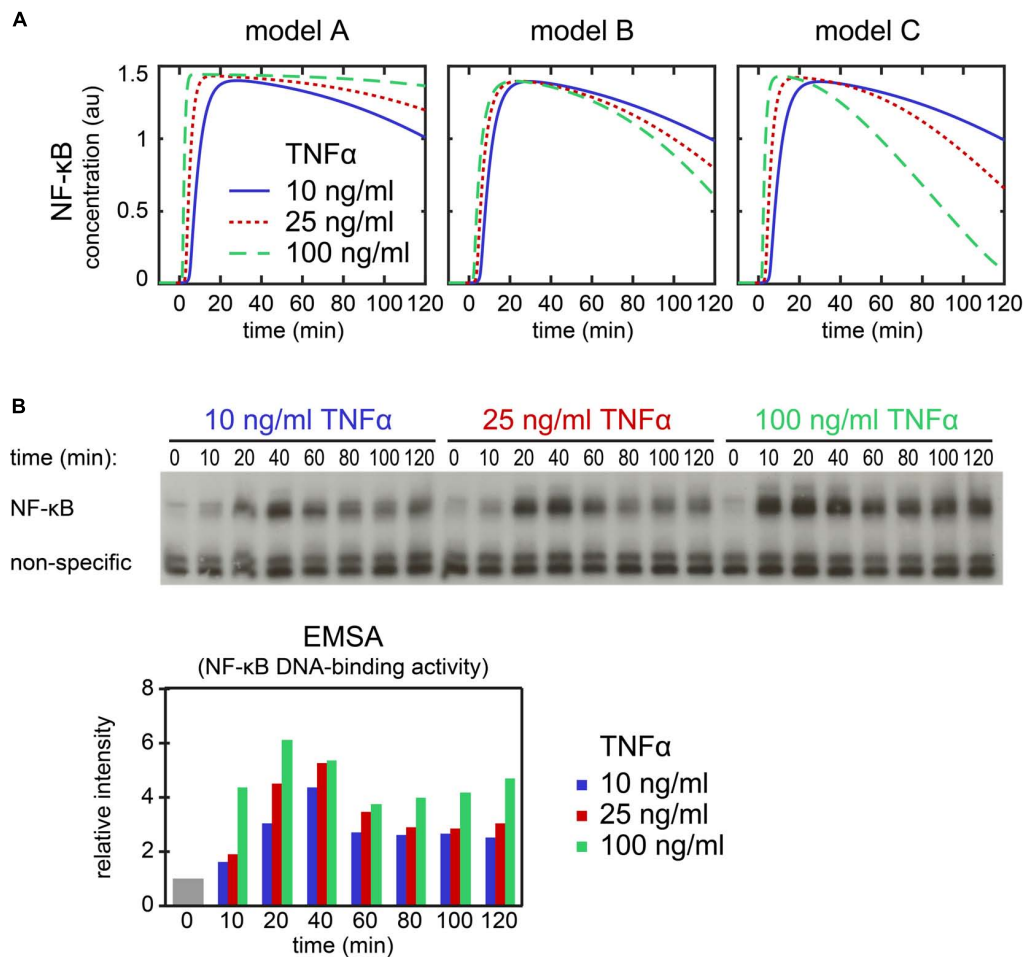 A
model A model B model C
NF-κB
concentration (au)
1.5
1
0.5
0
TNFα
10 ng/ml
25 ng/ml
100 ng/ml
0 20 40 60 80 100 120 0 20 40 60 80 100 120 0 20 40 60 80 100 120
time (min) time (min) time (min)
B
10 ng/ml TNFα 25 ng/ml TNFα 100 ng/ml TNFα
time (min): 0 10 20 40 60 80 100 120 0 10 20 40 60 80 100 120 0 10 20 40 60 80 100 120
NF-κB
non-specific
EMSA
(NF-κB DNA-binding activity)
relative intensity
8
6
4
2
0
0 10 20 40 60 80 100 120
time (min)
TNFα
10 ng/ml
25 ng/ml
100 ng/ml